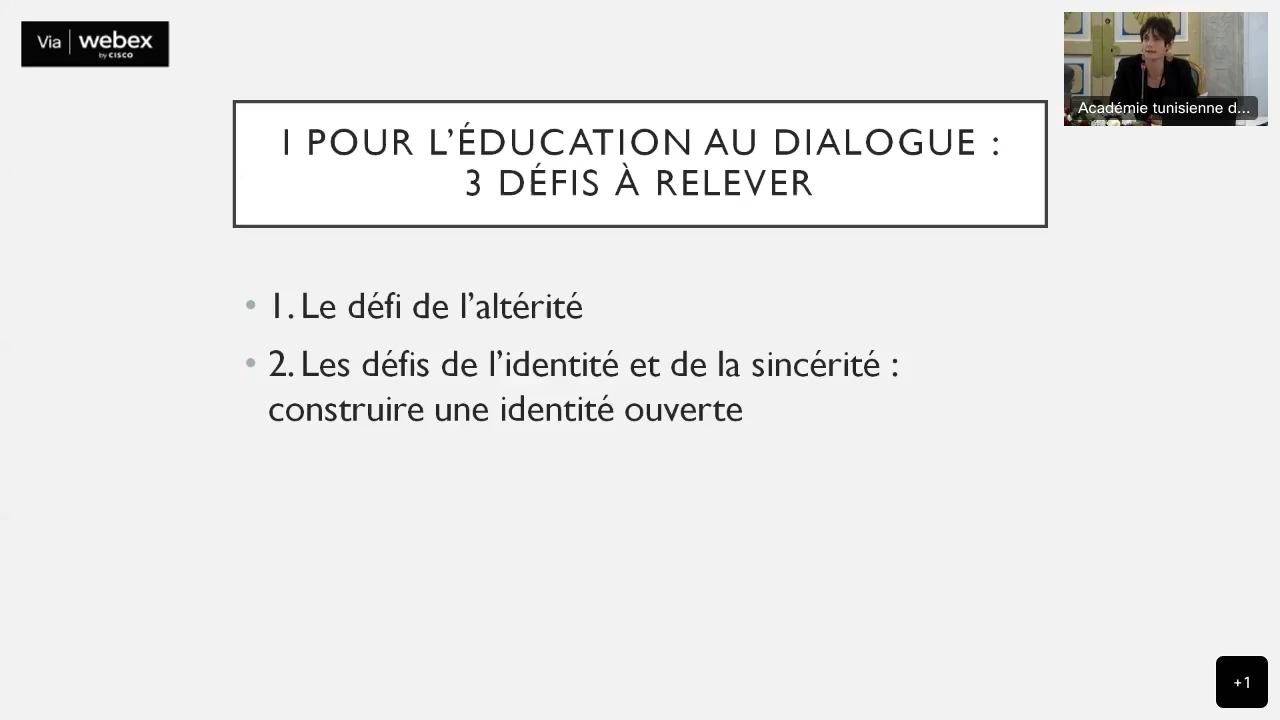 Via | webex
by CISCO
Académie tunisienne d...
I POUR L’ÉDUCATION AU DIALOGUE :
3 DÉFIS À RELEVER
• 1. Le défi de l’altérité
• 2. Les défis de l’identité et de la sincérité :
construire une identité ouverte
+1